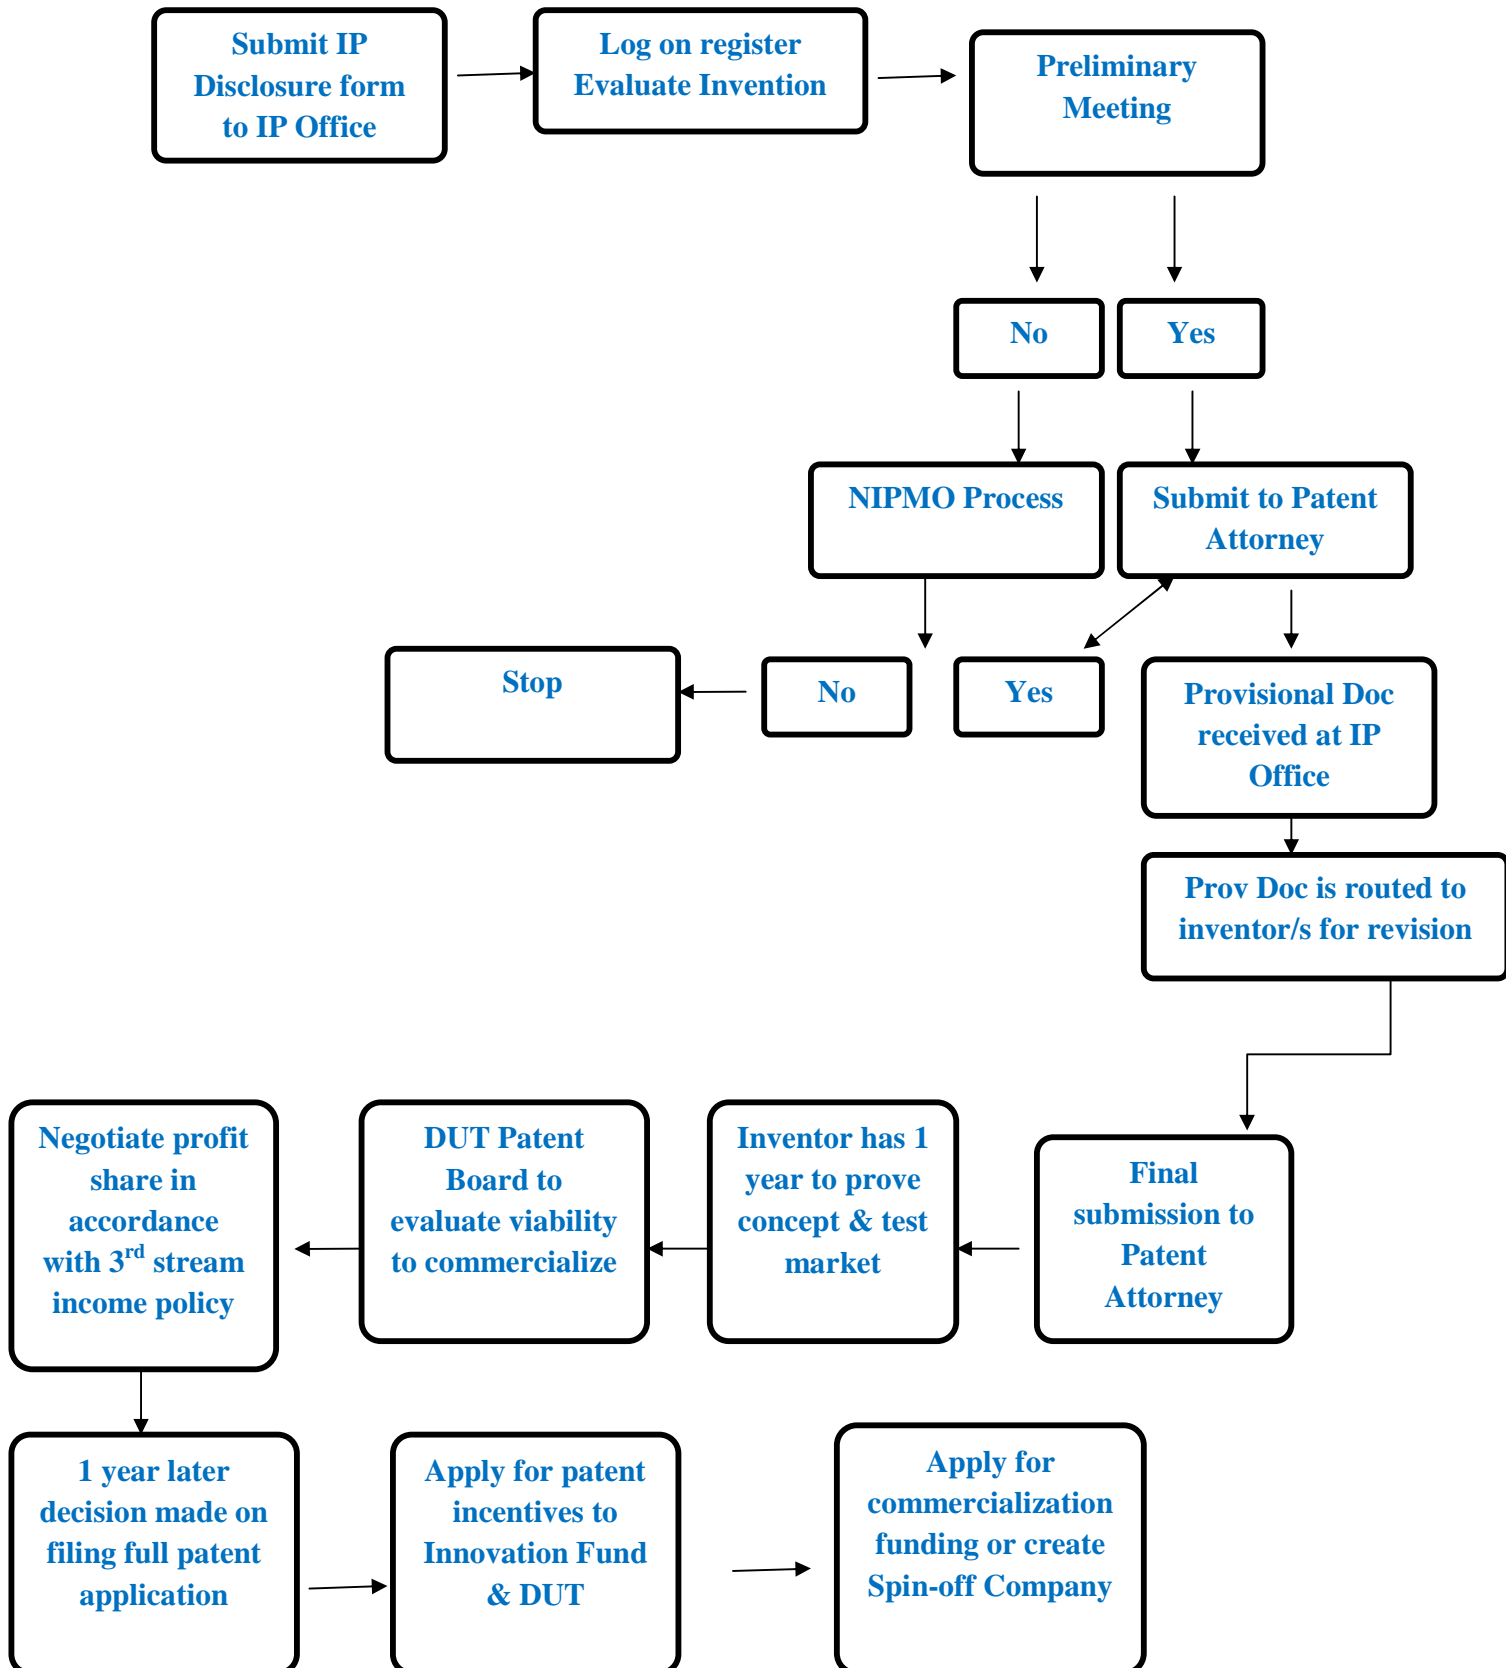 Submit IP
Disclosure form
to IP Office
Log on register
Evaluate Invention
Preliminary
Meeting
No
Yes
NIPMO Process
Submit to Patent
Attorney
Stop
No
Yes
Provisional Doc
received at IP
Office
Prov Doc is routed to
inventor/s for revision
Negotiate profit
share in
accordance
with 3rd stream
income policy
DUT Patent
Board to
evaluate viability
to commercialize
Inventor has 1
year to prove
concept & test
market
Final
submission to
Patent
Attorney
1 year later
decision made on
filing full patent
application
Apply for patent
incentives to
Innovation Fund
& DUT
Apply for
commercialization
funding or create
Spin-off Company